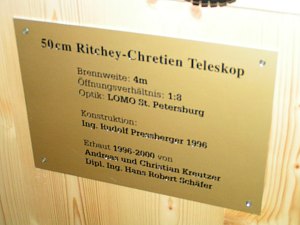 50cm Ritchey-Chretien Teleskop
Brennweite: 4m
Öffnungsverhältnis: 1:8
Optik: LOMO St. Petersburg
Konstruktion:
Ing. Rudolf Pressberger 1996
Erbaut 1996-2000 von
Andreas und Christian Kreutzer
Dipl. Ing. Hans Robert Schäfer